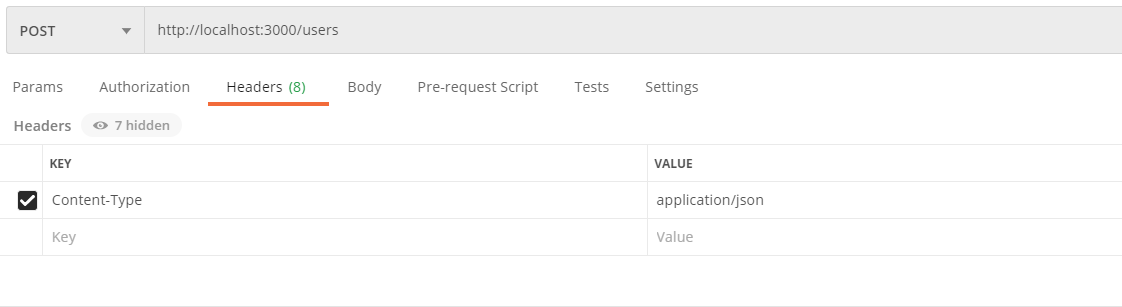 POST http://localhost:3000/users
Params Authorization Headers (8) Body Pre-request Script Tests Settings
Headers 7 hidden
KEY VALUE
Content-Type application/json
Key Value